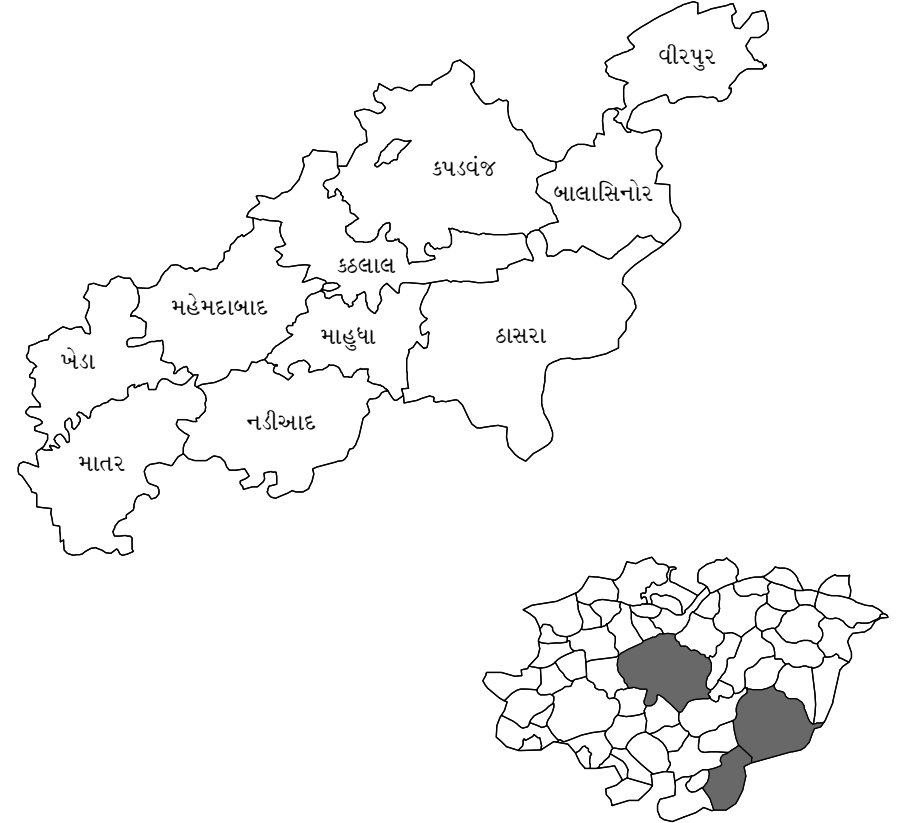 વીરપુર
કપડવંજ
બાલાસિનોર
કઠલાલ
મહેમદાબાદ
માહુધા
ઠાસરા
ખેડા
નડીઆદ
માતર